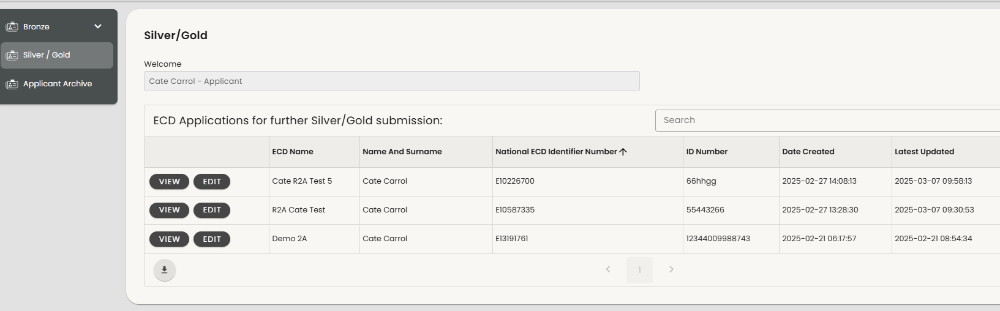 Bronze
Silver / Gold
Applicant Archive
Silver/Gold
Welcome
Cate Carrol - Applicant
ECD Applications for further Silver/Gold submission:
Search
ECD Name Name And Surname National ECD Identifier Number ID Number Date Created Latest Updated
VIEW EDIT Cate R2A Test 5 Cate Carrol E10226700 66hhgg 2025-02-27 14:08:13 2025-03-07 09:58:13
VIEW EDIT R2A Cate Test Cate Carrol E10587335 55443266 2025-02-27 13:28:30 2025-03-07 09:30:53
VIEW EDIT Demo 2A Cate Carrol E13191761 12344009988743 2025-02-21 06:17:57 2025-02-21 08:54:34
1